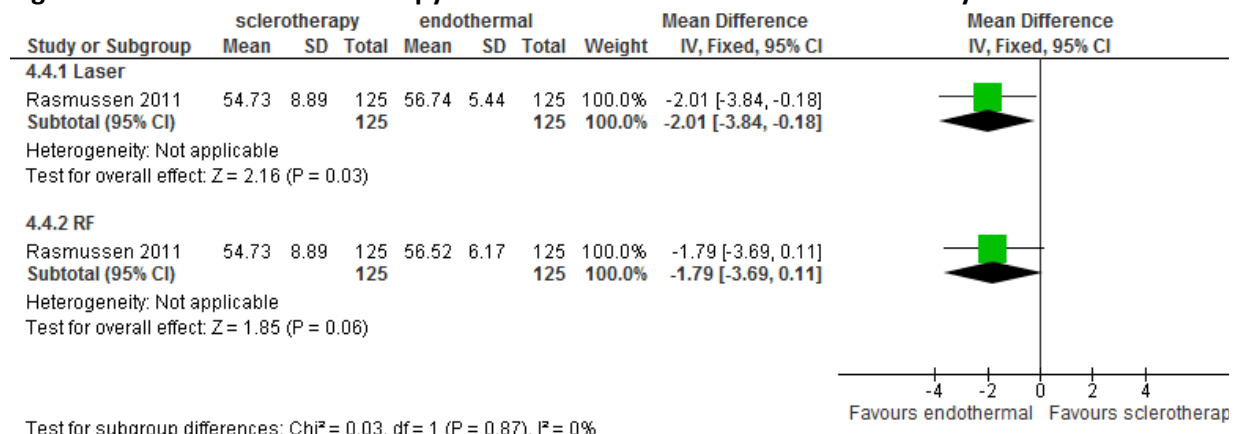 sclerotherapy endothermal Mean Difference Mean Difference
Study or Subgroup Mean SD Total Mean SD Total Weight IV, Fixed, 95% CI IV, Fixed, 95% CI
4.4.1 Laser
Rasmussen 2011 54.73 8.89 125 56.74 5.44 125 100.0% -2.01 [-3.84, -0.18]
Subtotal (95% CI) 125 125 100.0% -2.01 [-3.84, -0.18]
Heterogeneity: Not applicable
Test for overall effect: Z = 2.16 (P = 0.03)
4.4.2 RF
Rasmussen 2011 54.73 8.89 125 56.52 6.17 125 100.0% -1.79 [-3.69, 0.11]
Subtotal (95% CI) 125 125 100.0% -1.79 [-3.69, 0.11]
Heterogeneity: Not applicable
Test for overall effect: Z = 1.85 (P = 0.06)
-4 -2 0 2 4
Favours endothermal Favours sclerotherap
Test for subgroup differences: Chi² = 0.03, df = 1 (P = 0.87), I² = 0%